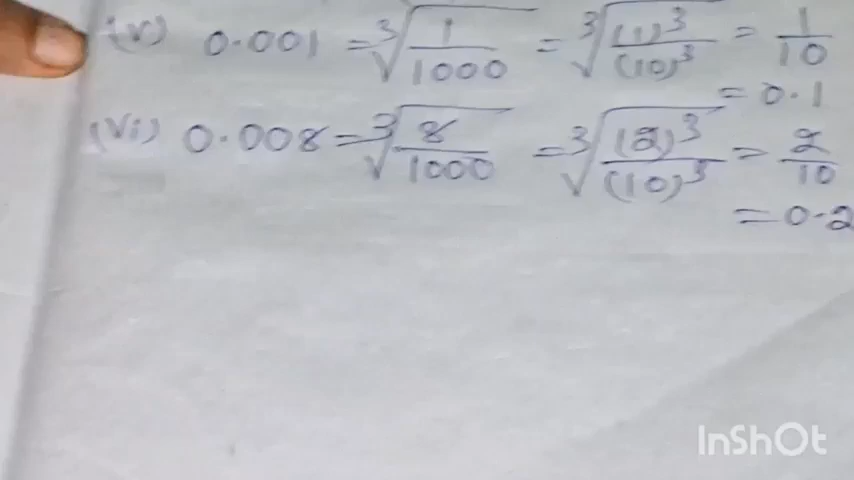 (v) 0.001 = ∛(1/1000) = ∛((1)³/(10)³) = 1/10
= 0.1
(vi) 0.008 = ∛(8/1000) = ∛((2)³/(10)³) = 2/10
= 0.2
InShOt